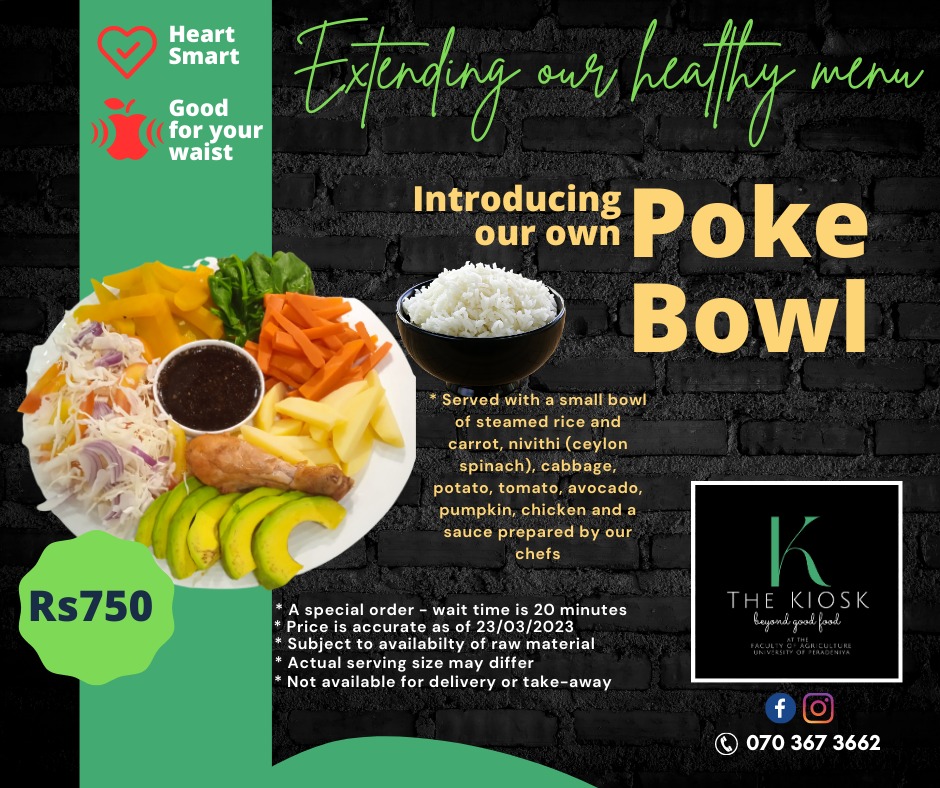 Heart
Smart
Good
for your
waist
Extending our healthy menu
Introducing
our own
Poke
Bowl
* Served with a small bowl
of steamed rice and
carrot, nivithi (ceylon
spinach), cabbage,
potato, tomato, avocado,
pumpkin, chicken and a
sauce prepared by our
chefs
Rs750
* A special order - wait time is 20 minutes
* Price is accurate as of 23/03/2023
* Subject to availabilty of raw material
* Actual serving size may differ
* Not available for delivery or take-away
K
THE KIOSK
beyond good food
AT THE
FACULTY OF AGRICULTURE
UNIVERSITY OF PERADENIYA
070 367 3662